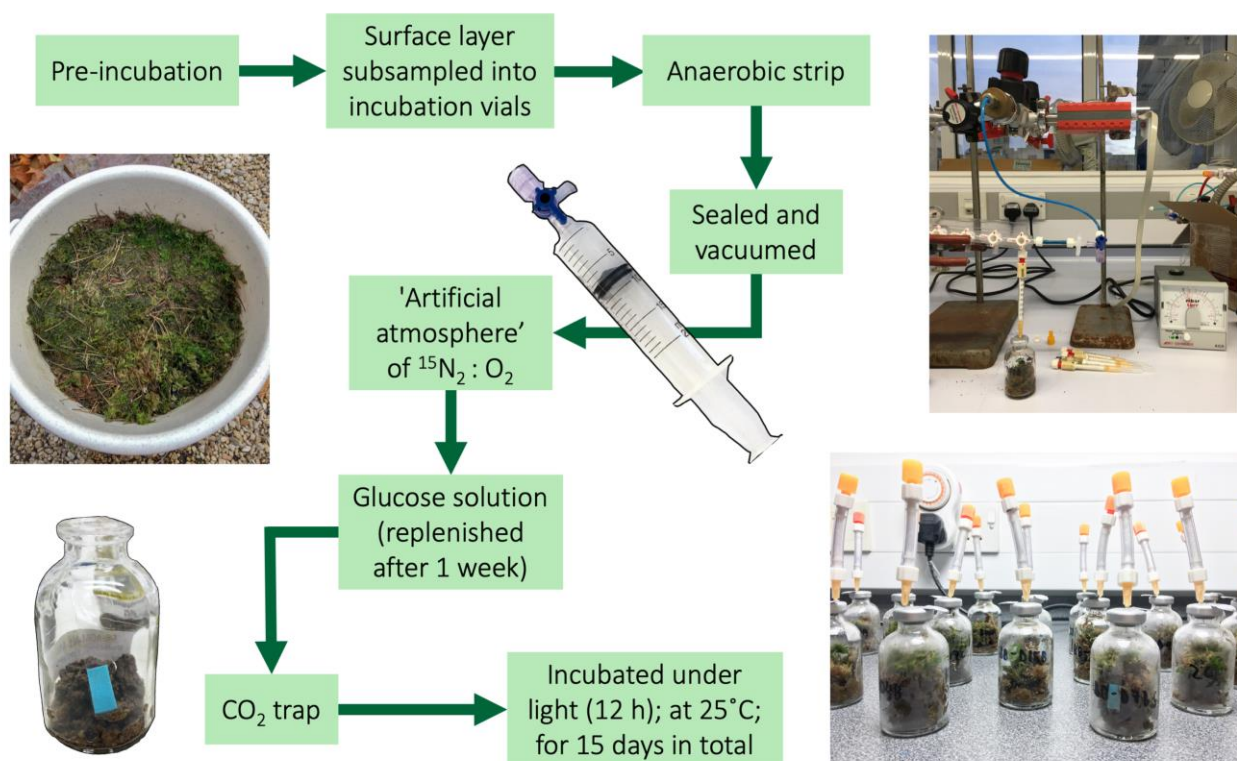 Pre-incubation
Surface layer
subsampled into
incubation vials
Anaerobic strip
Sealed and
vacuumed
'Artificial
atmosphere’
of ¹⁵N₂ : O₂
Glucose solution
(replenished
after 1 week)
CO₂ trap
Incubated under
light (12 h); at 25˚C;
for 15 days in total